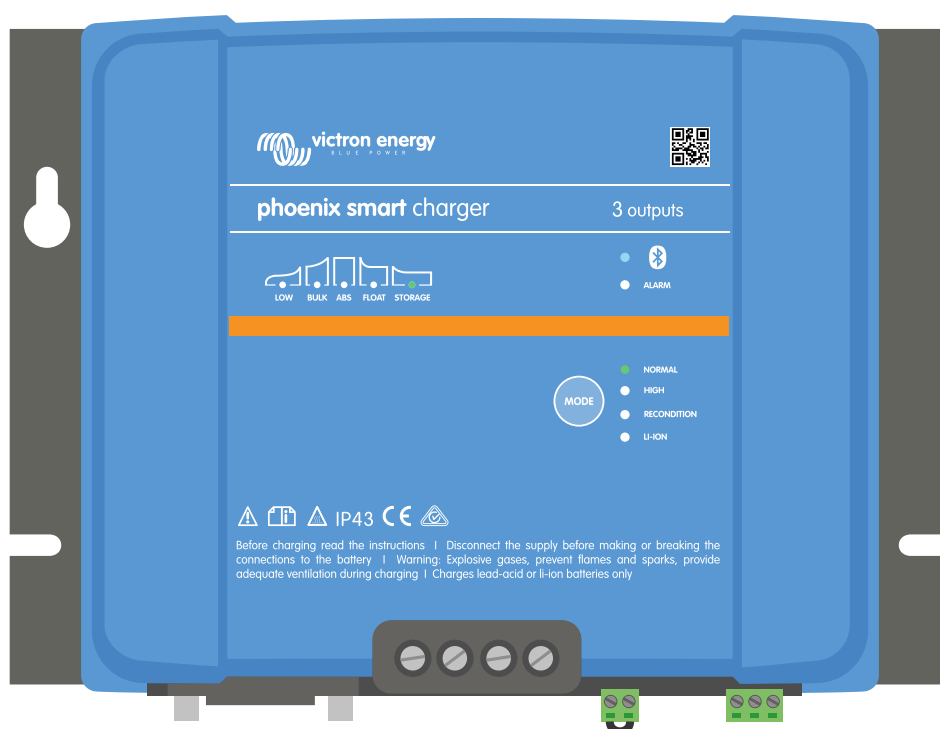 victron energy
BLUE POWER
phoenix smart charger
3 outputs
LOW BULK ABS FLOAT STORAGE
ALARM
MODE
NORMAL
HIGH
RECONDITION
LI-ION
IP43 CE
Before charging read the instructions | Disconnect the supply before making or breaking the
connections to the battery | Warning: Explosive gases, prevent flames and sparks, provide
adequate ventilation during charging | Charges lead-acid or li-ion batteries only